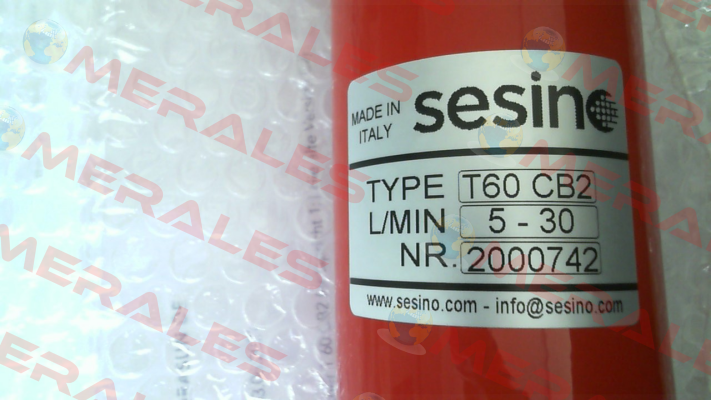 MADE IN
ITALY
sesino
TYPE T60 CB2
L/MIN 5 - 30
NR. 2000742
www.sesino.com - info@sesino.com
MERALES
MERALES
MERALES
MERALES
MERALES